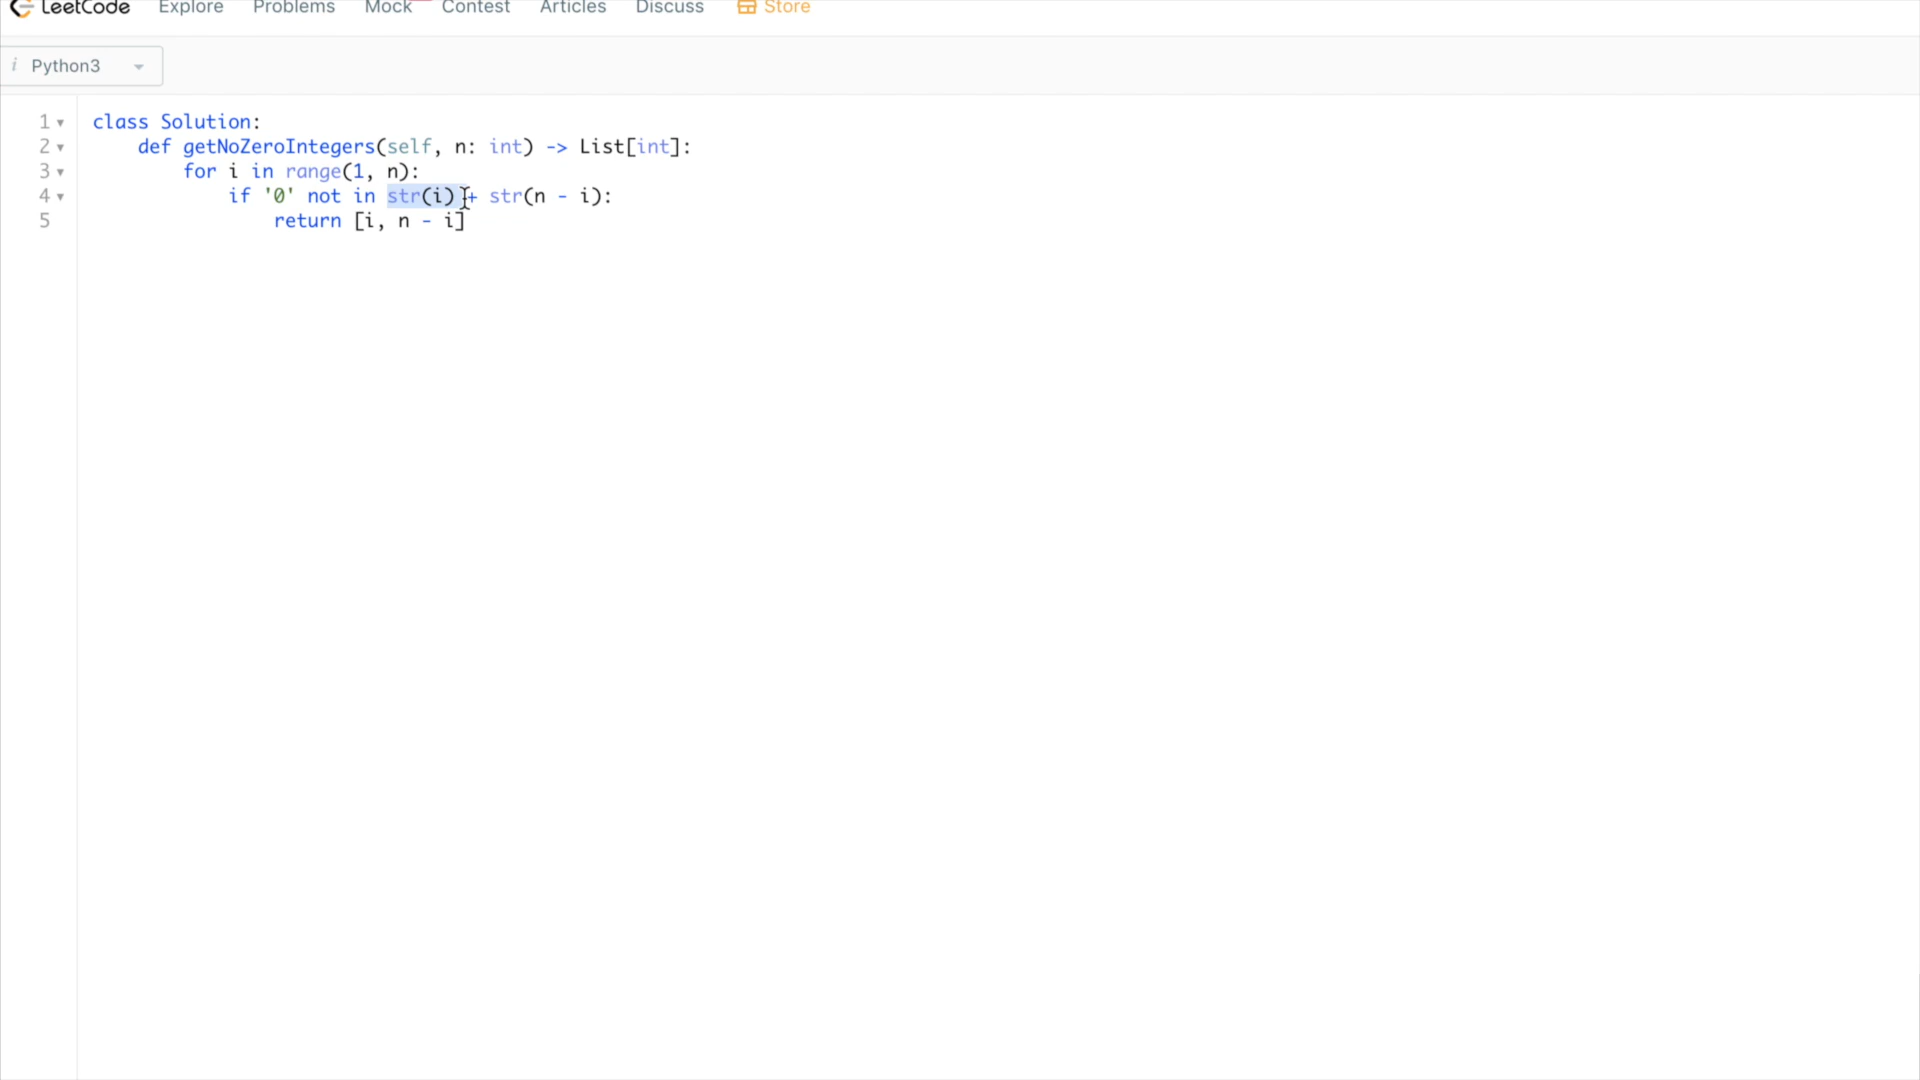 LeetCode Explore Problems Mock Contest Articles Discuss Store
i Python3
1 class Solution:
2 def getNoZeroIntegers(self, n: int) -> List[int]:
3 for i in range(1, n):
4 if '0' not in str(i) + str(n - i):
5 return [i, n - i]